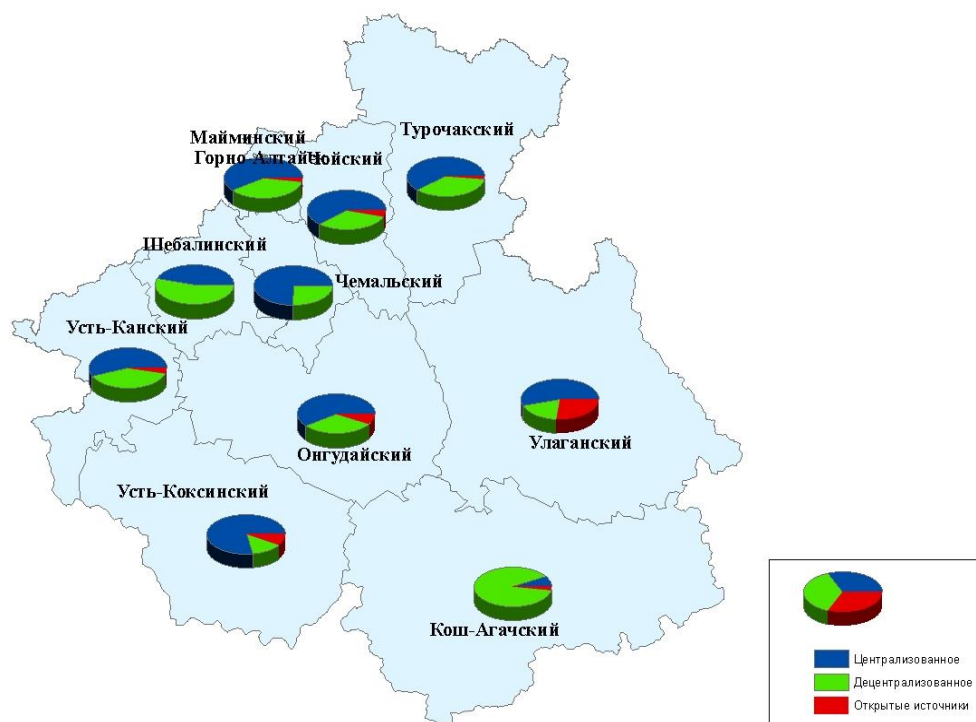 Турочакский
Майминский
Горно-Алтайск
Чойский
Шебалинский
Чемальский
Усть-Канский
Онгудайский
Улаганский
Усть-Коксинский
Кош-Агачский
Централизованное
Децентрализованное
Открытые источники